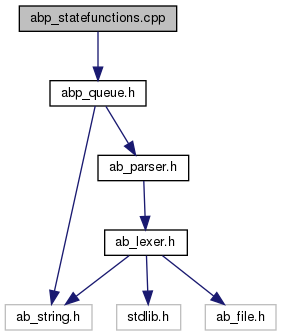 abp_statefunctions.cpp
abp_queue.h
ab_parser.h
ab_lexer.h
ab_string.h
stdlib.h
ab_file.h